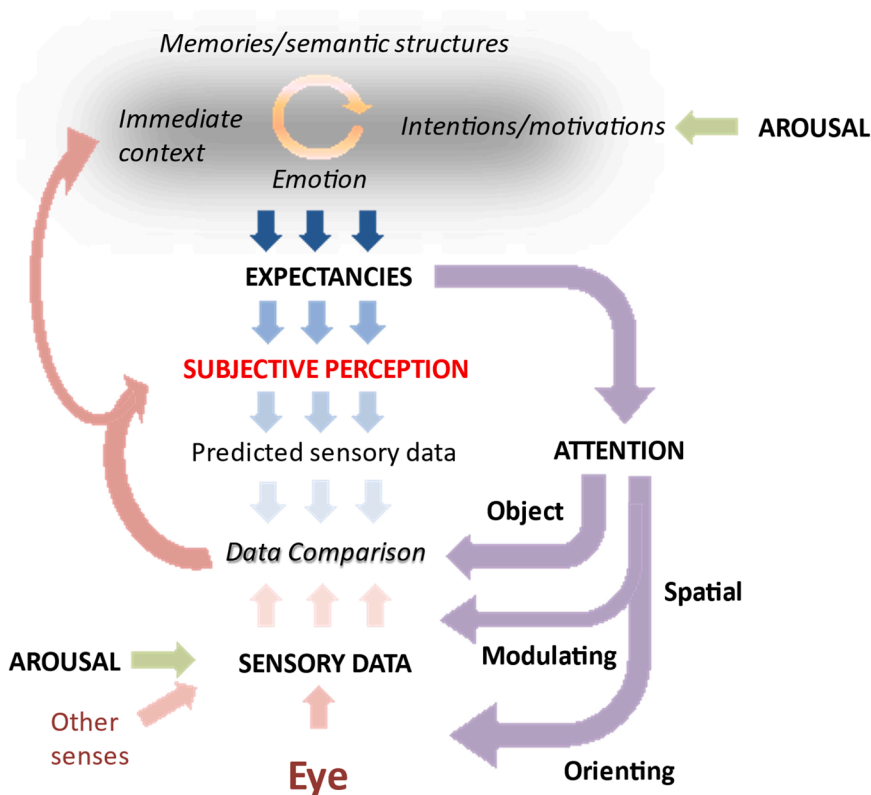 Memories/semantic structures
Immediate
context
Intentions/motivations
AROUSAL
Emotion
EXPECTANCIES
SUBJECTIVE PERCEPTION
Predicted sensory data
ATTENTION
Object
Data Comparison
Spatial
Modulating
AROUSAL
SENSORY DATA
Other
senses
Eye
Orienting